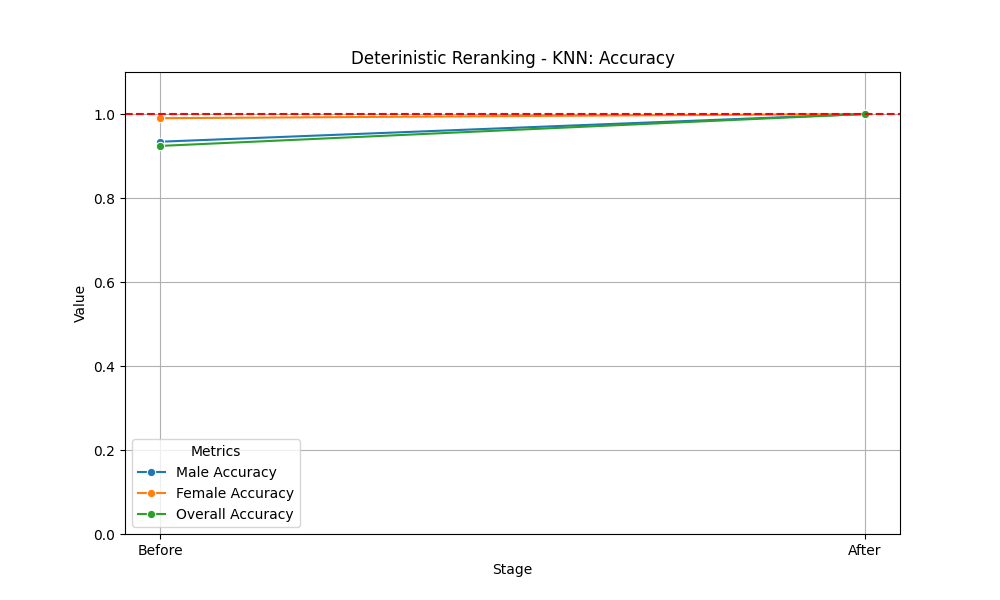 Deterinistic Reranking - KNN: Accuracy
1.0
0.8
0.6
0.4
0.2
0.0
Value
Metrics
Male Accuracy
Female Accuracy
Overall Accuracy
Before
After
Stage